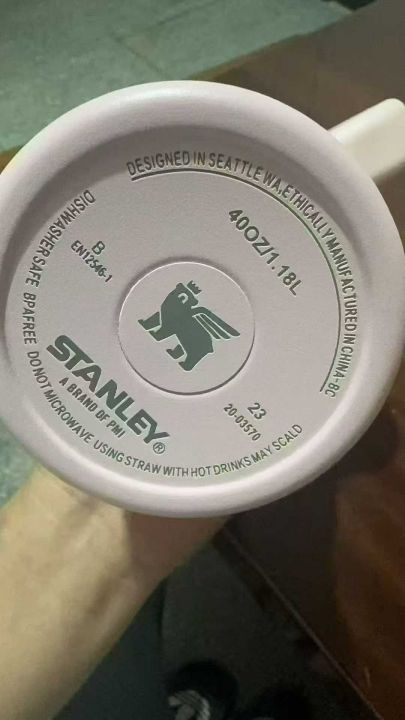 DESIGNED IN SEATTLE WA,ETHICALLY MANUFACTURED IN CHINA-BC
40OZ/1.18L
B
EN12546-1
STANLEY®
A BRAND OF PMI
23
20-03570
DISHWASHER SAFE BPA FREE DO NOT MICROWAVE USING STRAW WITH HOT DRINKS MAY SCALD